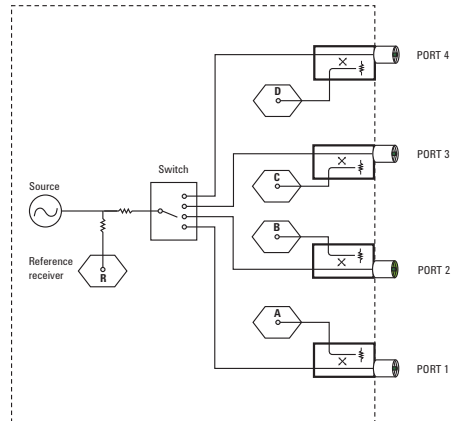 PORT 4
D
PORT 3
Switch
C
Source
B
Reference
receiver
R
PORT 2
A
PORT 1